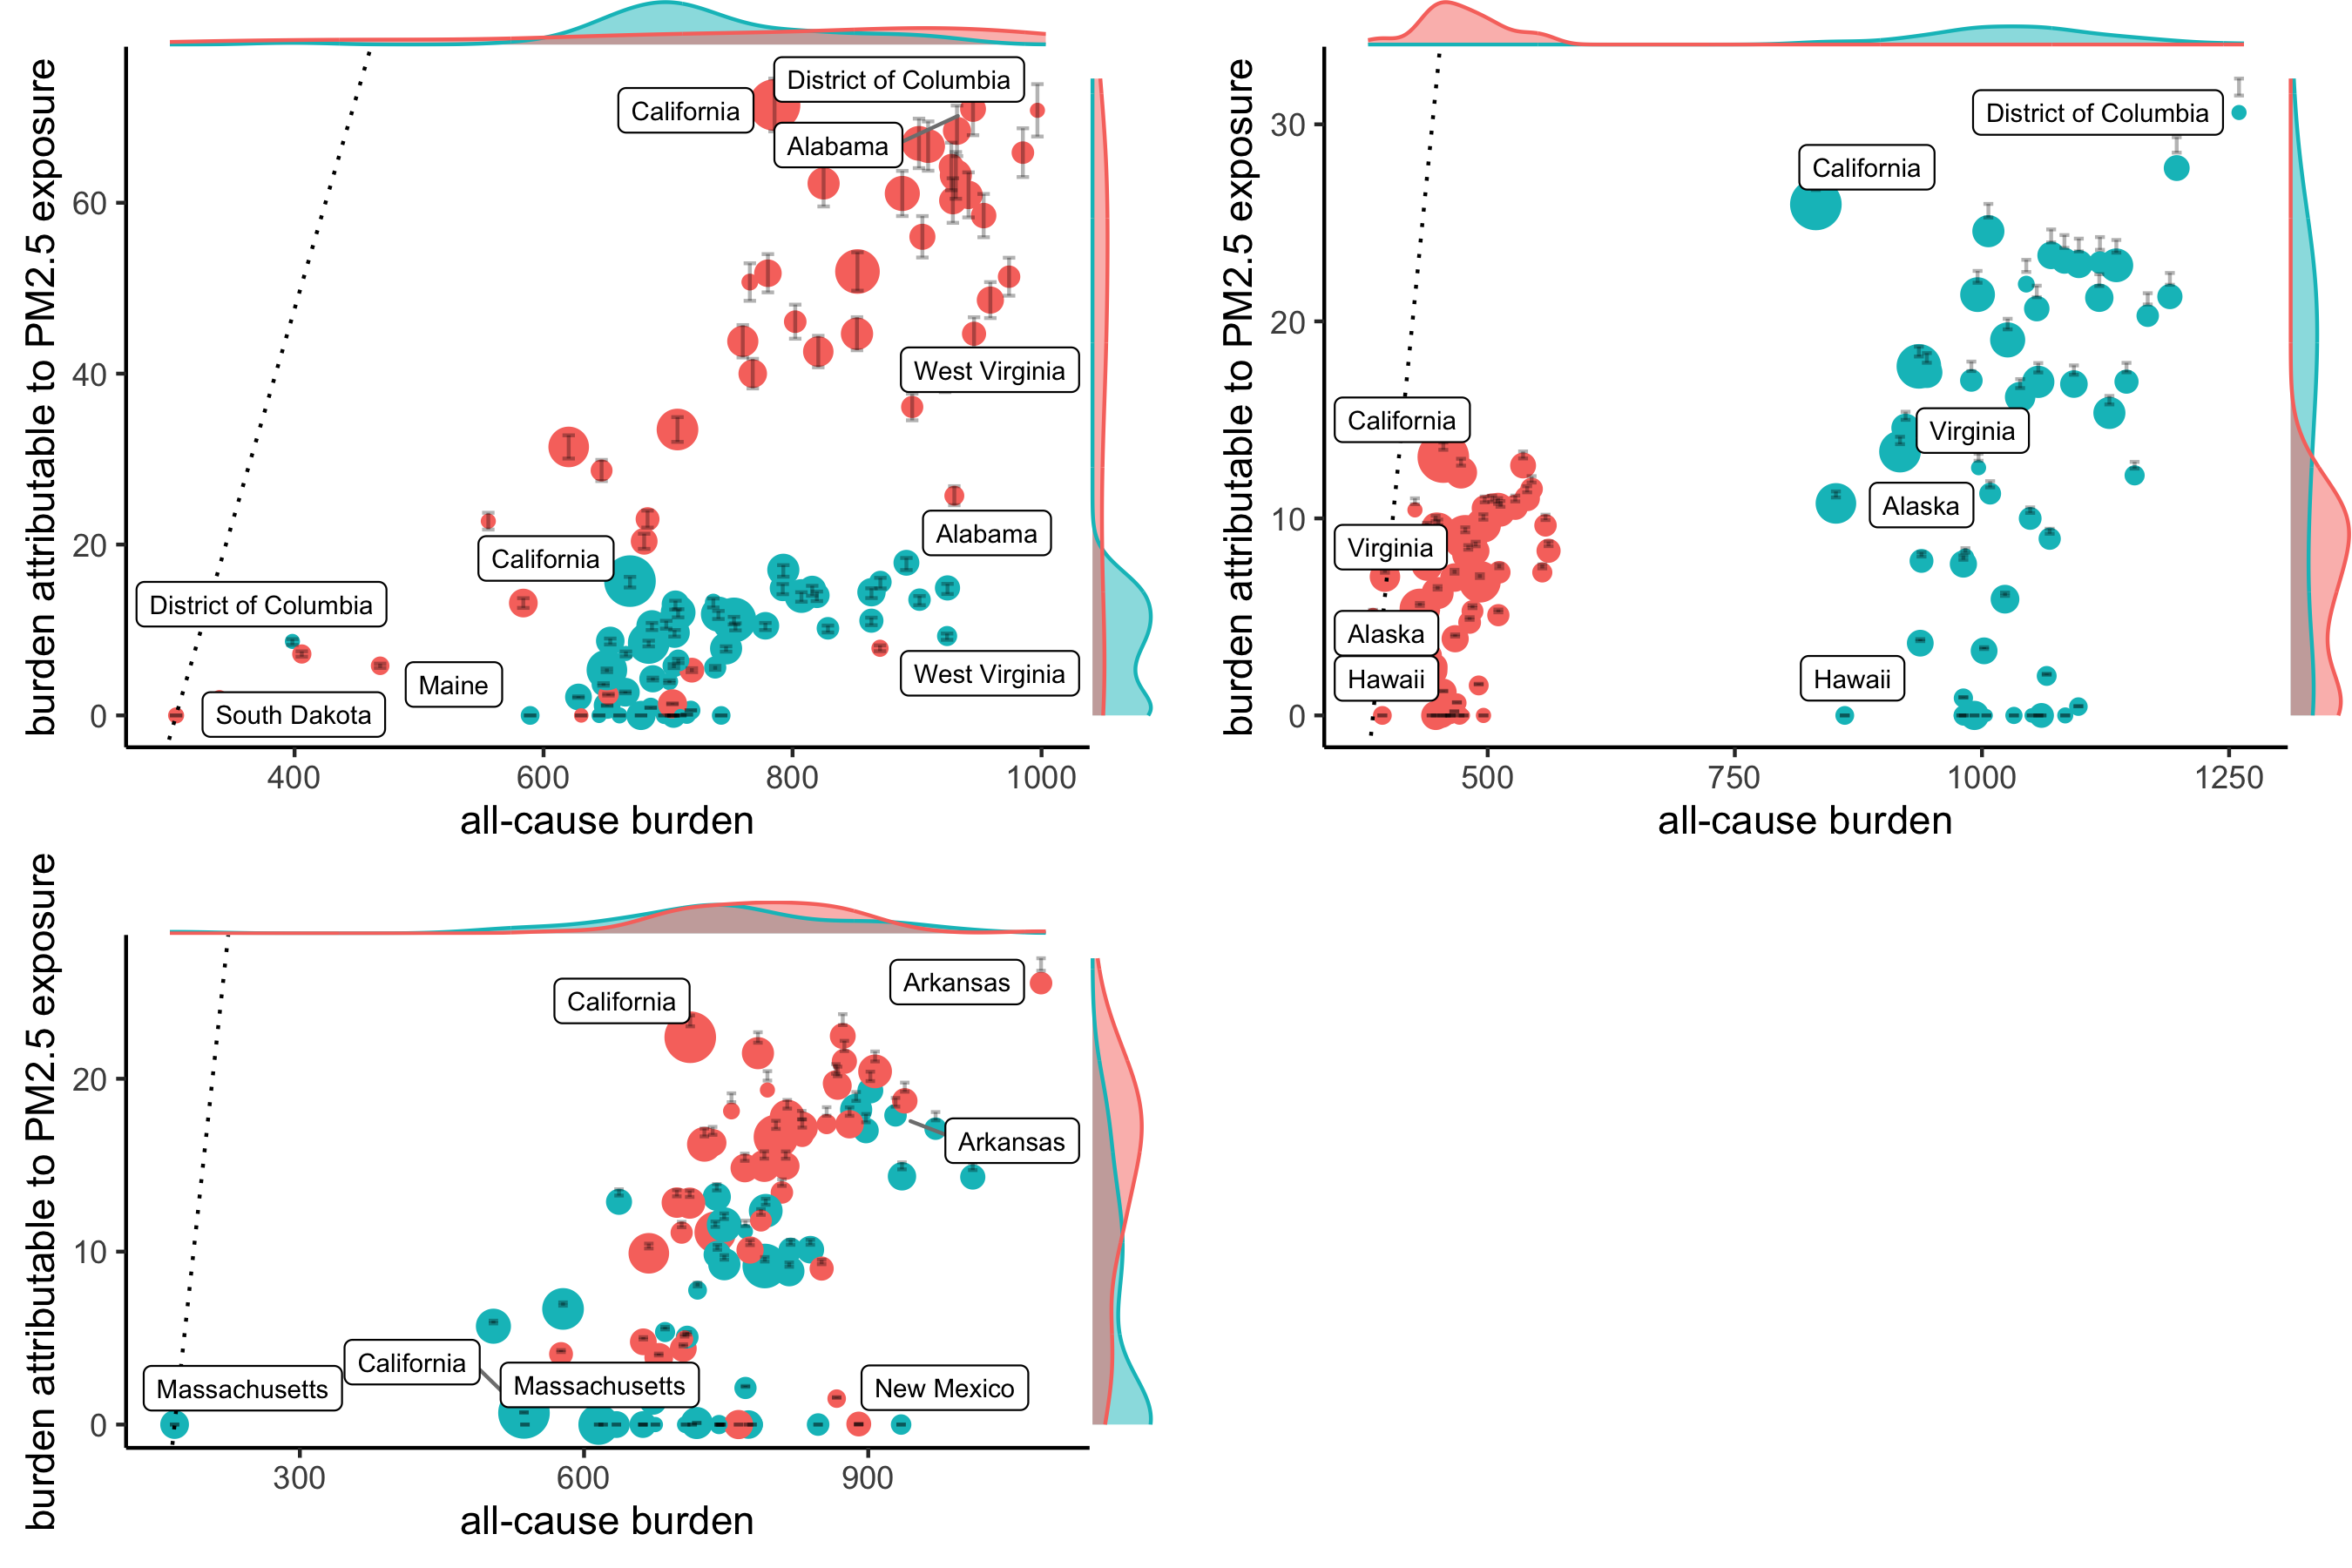 burden attributable to PM2.5 exposure
60
40
20
0
District of Columbia
California
Alabama
West Virginia
Alabama
California
District of Columbia
West Virginia
Maine
South Dakota
400
600
800
1000
all-cause burden
burden attributable to PM2.5 exposure
30
20
10
0
District of Columbia
California
California
Virginia
Alaska
Virginia
Alaska
Hawaii
Hawaii
500
750
1000
1250
all-cause burden
burden attributable to PM2.5 exposure
20
10
0
Arkansas
California
Arkansas
California
Massachusetts
Massachusetts
New Mexico
300
600
900
all-cause burden